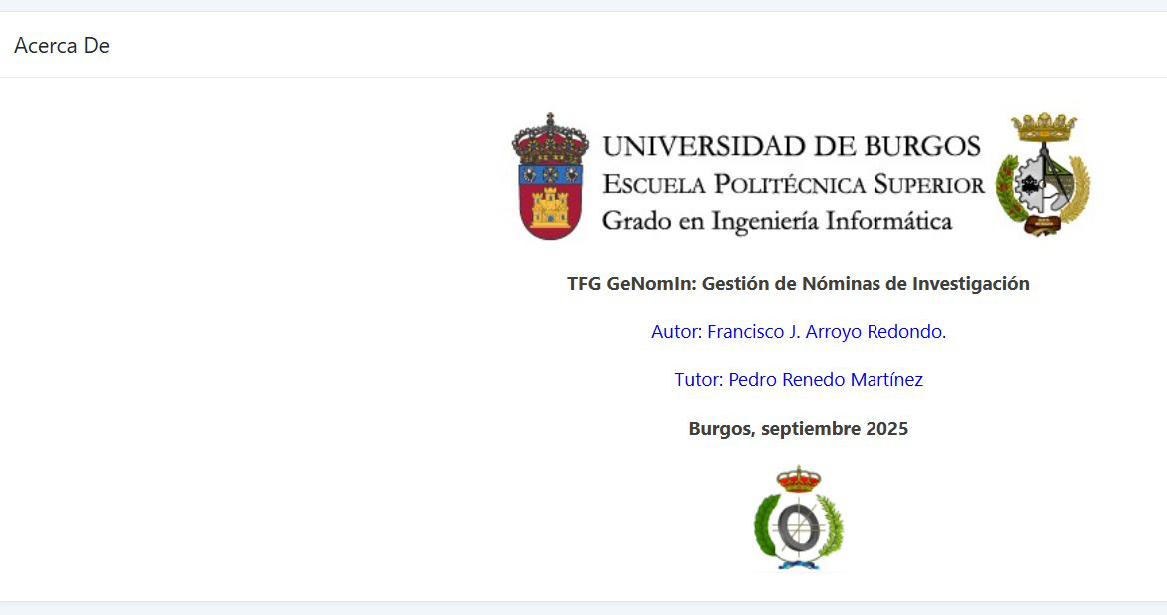 Acerca De
UNIVERSIDAD DE BURGOS
ESCUELA POLITÉCNICA SUPERIOR
Grado en Ingeniería Informática
TFG GeNomIn: Gestión de Nóminas de Investigación
Autor: Francisco J. Arroyo Redondo.
Tutor: Pedro Renedo Martínez
Burgos, septiembre 2025